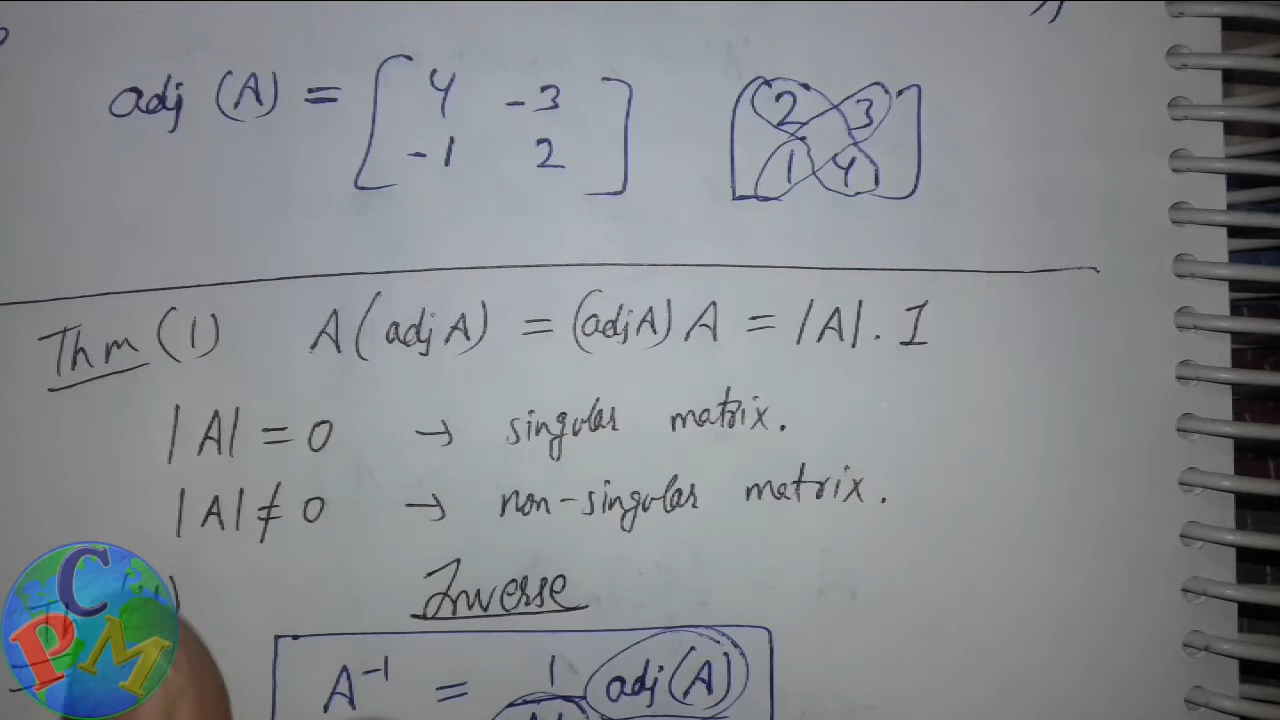 adj (A) = [ 4 -3
-1 2 ]
[ 2 3
1 4 ]
Thm (1) A(adj A) = (adj A) A = |A| . I
|A| = 0 → singular matrix.
|A| ≠ 0 → non-singular matrix.
Inverse
A⁻¹ = 1 adj(A)
C
P M